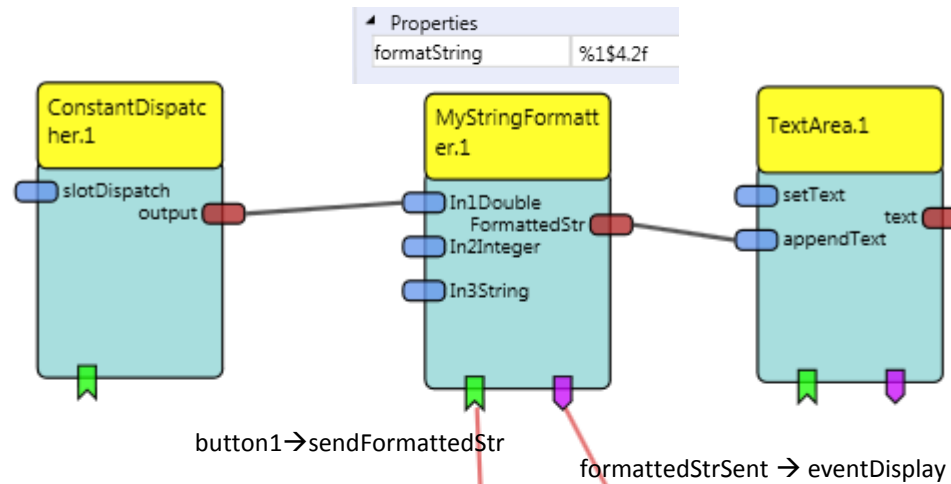 Properties
formatString %1$4.2f
ConstantDispatc
her.1
slotDispatch
output
MyStringFormatt
er.1
In1Double
FormattedStr
In2Integer
In3String
TextArea.1
setText
text
appendText
button1→sendFormattedStr
formattedStrSent → eventDisplay